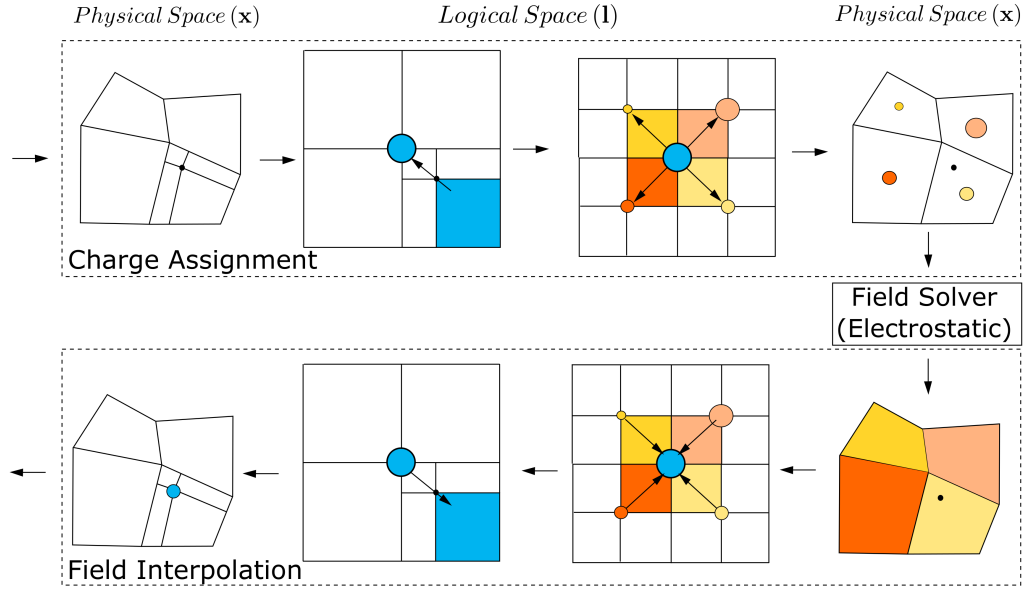 Physical Space (x)
Logical Space (l)
Physical Space (x)
Charge Assignment
Field Solver
(Electrostatic)
Field Interpolation